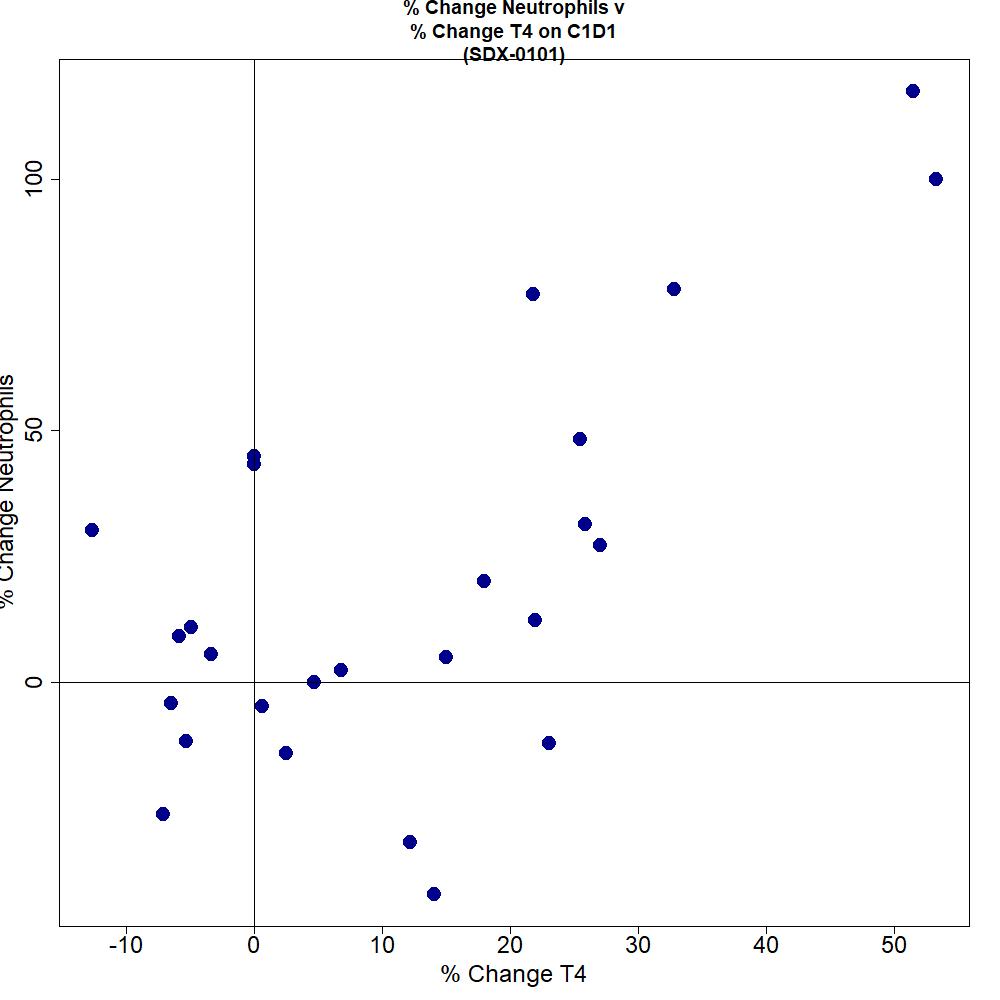 % Change Neutrophils v
% Change T4 on C1D1
(SDX-0101)
100
50
0
% Change Neutrophils
-10 0 10 20 30 40 50
% Change T4